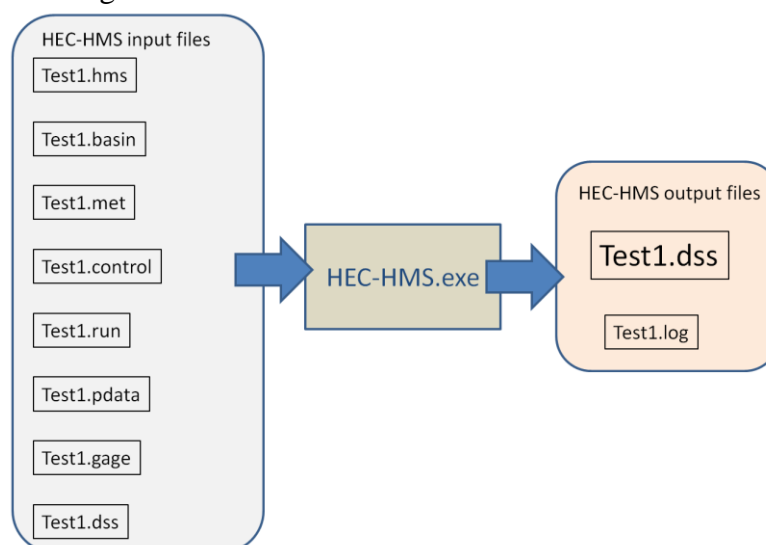 HEC-HMS input files
Test1.hms
Test1.basin
Test1.met
Test1.control
Test1.run
Test1.pdata
Test1.gage
Test1.dss
HEC-HMS.exe
HEC-HMS output files
Test1.dss
Test1.log